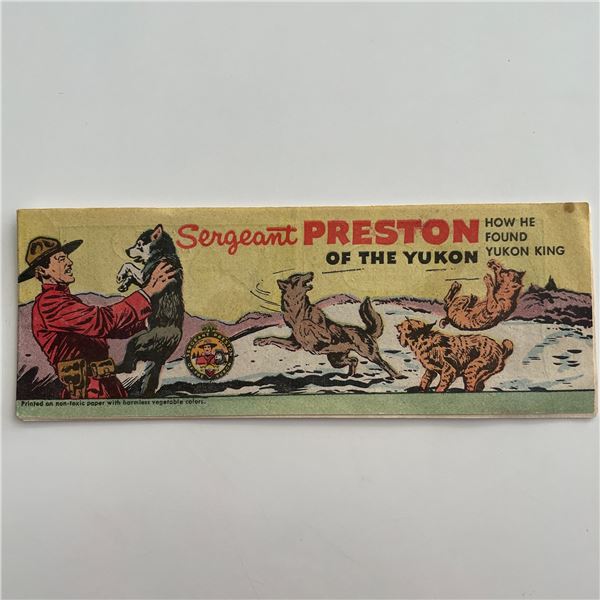 Sergeant PRESTON
OF THE YUKON
HOW HE
FOUND
YUKON KING
Printed on non-toxic paper with harmless vegetable colors.